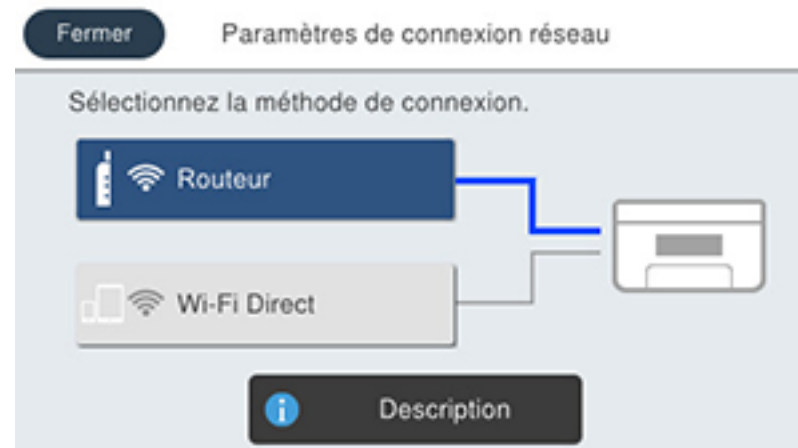 Fermer Paramètres de connexion réseau
Sélectionnez la méthode de connexion.
Routeur
Wi-Fi Direct
i Description